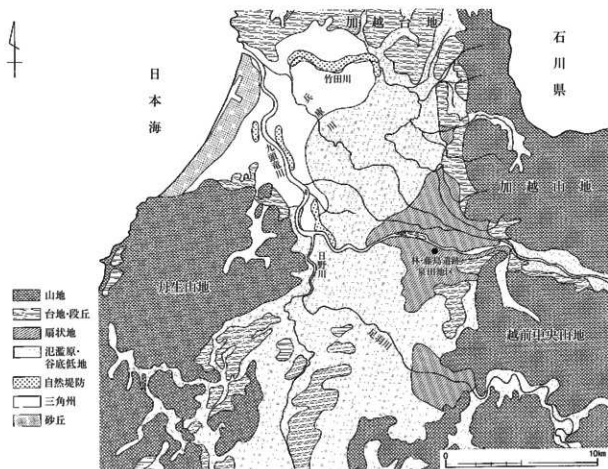 加越台地
石川県
日本海
竹田川
兵庫川
九頭竜川
加越山地
林・藤島遺跡
泉田地区
日野川
丹生山地
足羽川
越前中央山地
山地
台地・段丘
扇状地
氾濫原・
谷底低地
自然堤防
三角州
砂丘
0
10km